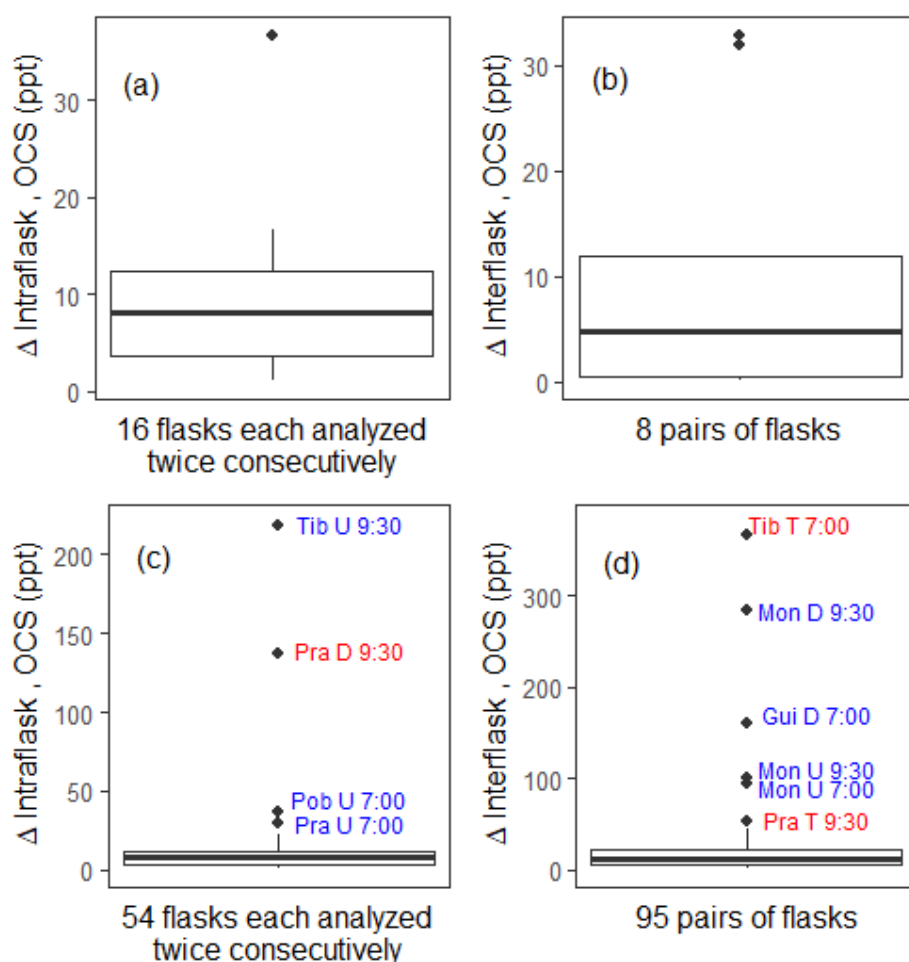 (a)
Δ Intraflask , OCS (ppt)
30
20
10
0
16 flasks each analyzed
twice consecutively
(b)
Δ Interflask , OCS (ppt)
30
20
10
0
8 pairs of flasks
(c)
Δ Intraflask , OCS (ppt)
200
150
100
50
0
Tib U 9:30
Pra D 9:30
Pob U 7:00
Pra U 7:00
54 flasks each analyzed
twice consecutively
(d)
Δ Interflask , OCS (ppt)
300
200
100
0
Tib T 7:00
Mon D 9:30
Gui D 7:00
Mon U 9:30
Mon U 7:00
Pra T 9:30
95 pairs of flasks